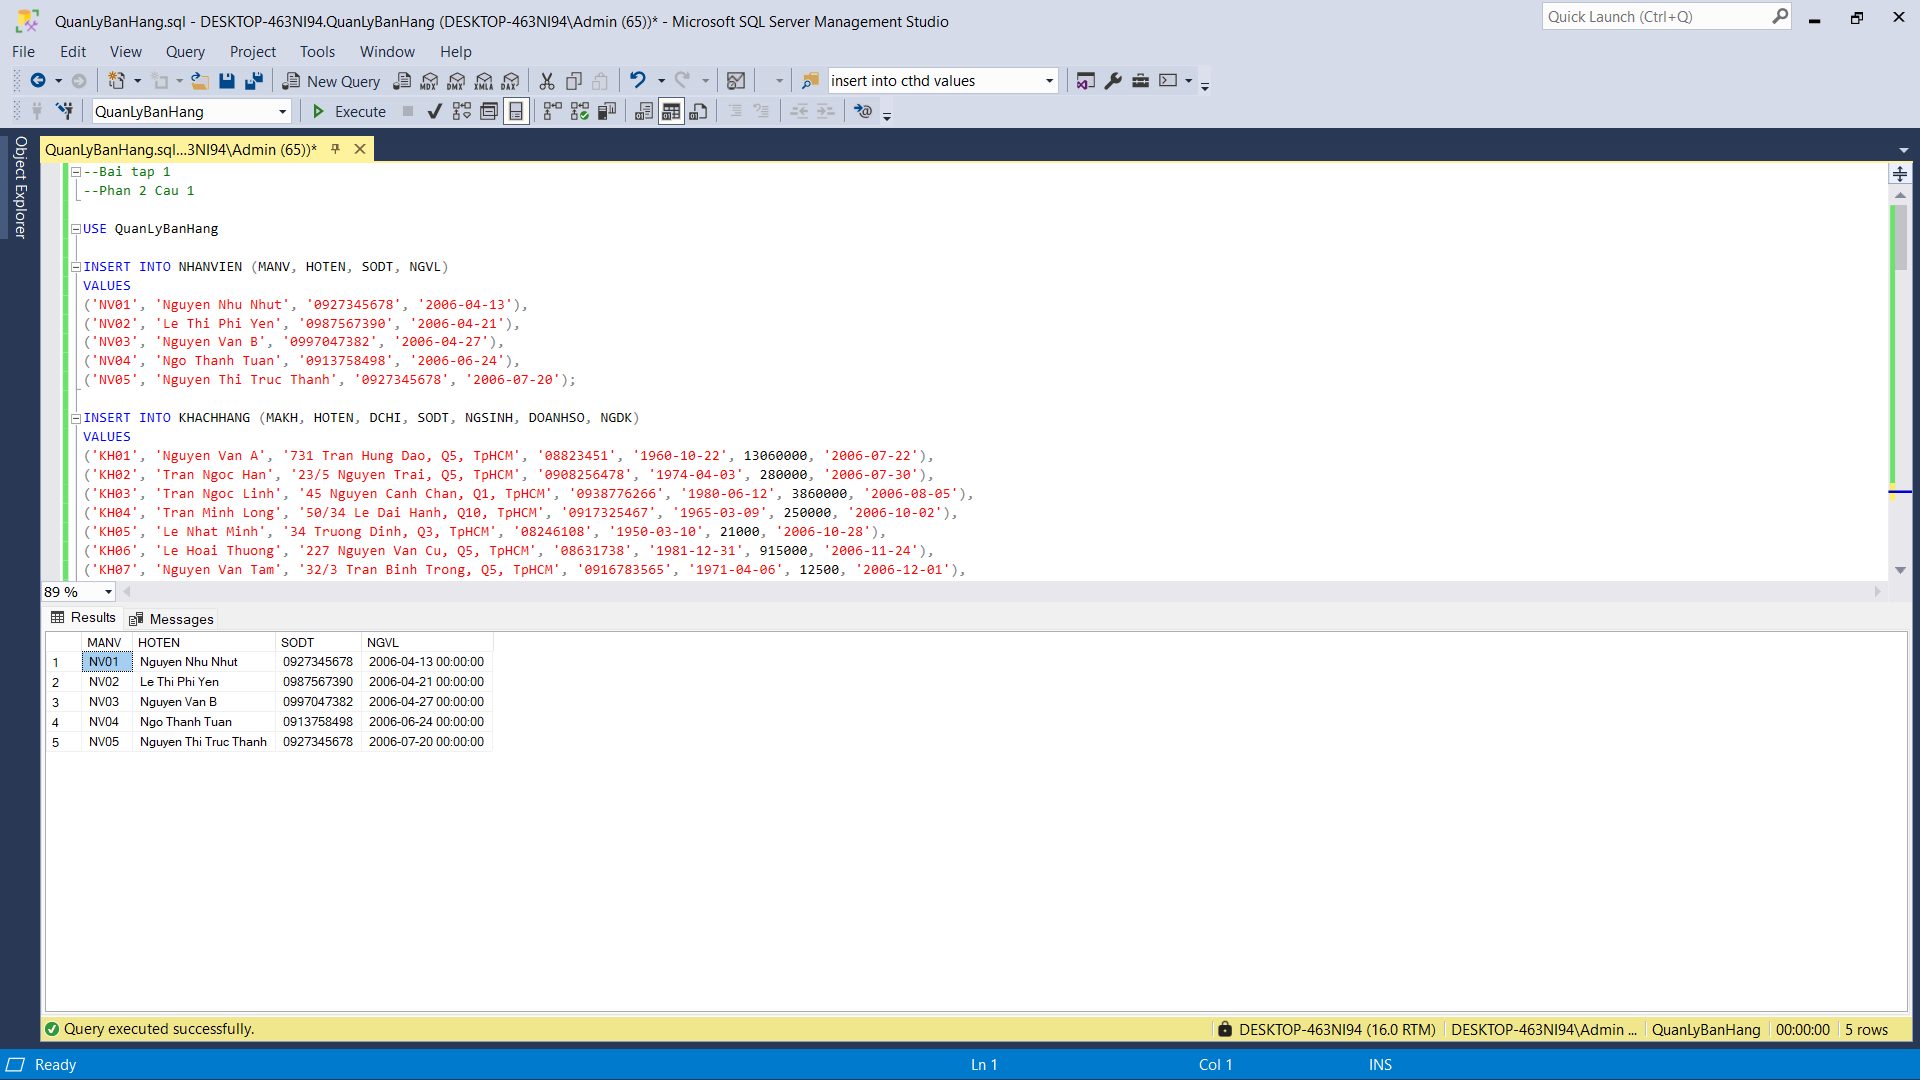 QuanLyBanHang.sql - DESKTOP-463NI94.QuanLyBanHang (DESKTOP-463NI94\Admin (65))* - Microsoft SQL Server Management Studio
Quick Launch (Ctrl+Q)
File Edit View Query Project Tools Window Help
New Query MDX DMX XMLA DAX insert into cthd values
QuanLyBanHang Execute
Object Explorer
QuanLyBanHang.sql...3NI94\Admin (65))*
--Bai tap 1
--Phan 2 Cau 1
USE QuanLyBanHang
INSERT INTO NHANVIEN (MANV, HOTEN, SODT, NGVL)
VALUES
('NV01', 'Nguyen Nhu Nhut', '0927345678', '2006-04-13'),
('NV02', 'Le Thi Phi Yen', '0987567390', '2006-04-21'),
('NV03', 'Nguyen Van B', '0997047382', '2006-04-27'),
('NV04', 'Ngo Thanh Tuan', '0913758498', '2006-06-24'),
('NV05', 'Nguyen Thi Truc Thanh', '0927345678', '2006-07-20');
INSERT INTO KHACHHANG (MAKH, HOTEN, DCHI, SODT, NGSINH, DOANHSO, NGDK)
VALUES
('KH01', 'Nguyen Van A', '731 Tran Hung Dao, Q5, TpHCM', '08823451', '1960-10-22', 13060000, '2006-07-22'),
('KH02', 'Tran Ngoc Han', '23/5 Nguyen Trai, Q5, TpHCM', '0908256478', '1974-04-03', 280000, '2006-07-30'),
('KH03', 'Tran Ngoc Linh', '45 Nguyen Canh Chan, Q1, TpHCM', '0938776266', '1980-06-12', 3860000, '2006-08-05'),
('KH04', 'Tran Minh Long', '50/34 Le Dai Hanh, Q10, TpHCM', '0917325467', '1965-03-09', 250000, '2006-10-02'),
('KH05', 'Le Nhat Minh', '34 Truong Dinh, Q3, TpHCM', '08246108', '1950-03-10', 21000, '2006-10-28'),
('KH06', 'Le Hoai Thuong', '227 Nguyen Van Cu, Q5, TpHCM', '08631738', '1981-12-31', 915000, '2006-11-24'),
('KH07', 'Nguyen Van Tam', '32/3 Tran Binh Trong, Q5, TpHCM', '0916783565', '1971-04-06', 12500, '2006-12-01'),
89 %
Results Messages
MANV HOTEN SODT NGVL
1 NV01 Nguyen Nhu Nhut 0927345678 2006-04-13 00:00:00
2 NV02 Le Thi Phi Yen 0987567390 2006-04-21 00:00:00
3 NV03 Nguyen Van B 0997047382 2006-04-27 00:00:00
4 NV04 Ngo Thanh Tuan 0913758498 2006-06-24 00:00:00
5 NV05 Nguyen Thi Truc Thanh 0927345678 2006-07-20 00:00:00
Query executed successfully. DESKTOP-463NI94 (16.0 RTM) DESKTOP-463NI94\Admin ... QuanLyBanHang 00:00:00 5 rows
Ready Ln 1 Col 1 INS